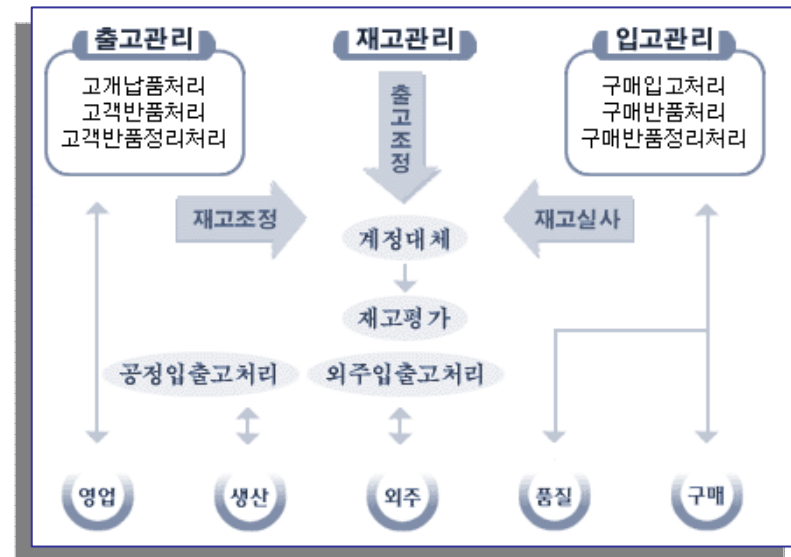 출고관리
재고관리
입고관리
고개납품처리
고객반품처리
고객반품정리처리
출고조정
구매입고처리
구매반품처리
구매반품정리처리
재고조정
재고실사
계정대체
재고평가
공정입출고처리
외주입출고처리
영업
생산
외주
품질
구매